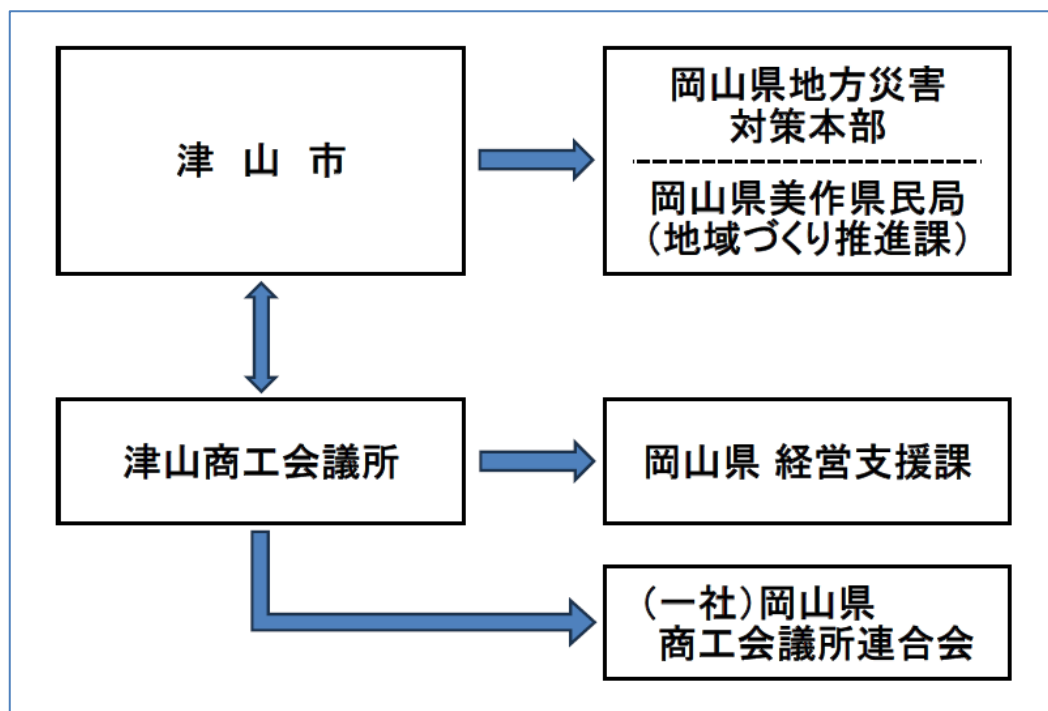 津 山 市
岡山県地方災害
対策本部
岡山県美作県民局
(地域づくり推進課)
津山商工会議所
岡山県 経営支援課
(一社)岡山県
商工会議所連合会